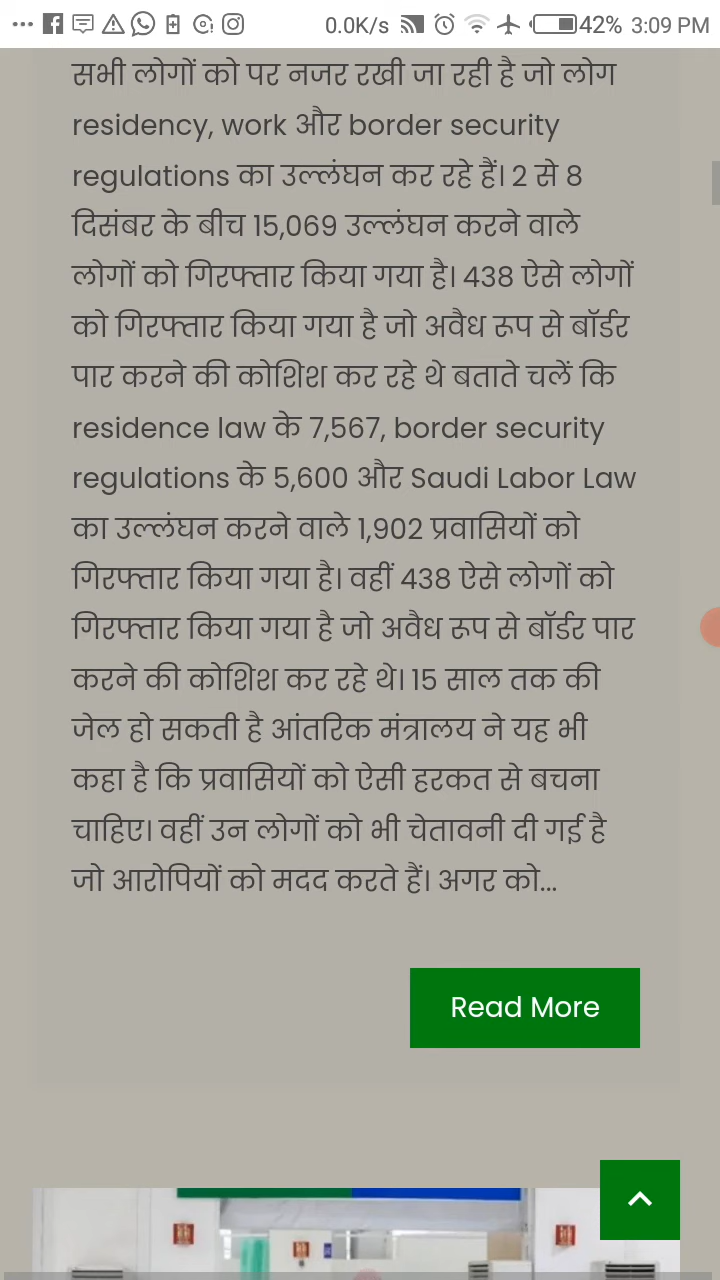 0.0K/s 42% 3:09 PM
सभी लोगों को पर नजर रखी जा रही है जो लोग
residency, work और border security
regulations का उल्लंघन कर रहे हैं। 2 से 8
दिसंबर के बीच 15,069 उल्लंघन करने वाले
लोगों को गिरफ्तार किया गया है। 438 ऐसे लोगों
को गिरफ्तार किया गया है जो अवैध रूप से बॉर्डर
पार करने की कोशिश कर रहे थे बताते चलें कि
residence law के 7,567, border security
regulations के 5,600 और Saudi Labor Law
का उल्लंघन करने वाले 1,902 प्रवासियों को
गिरफ्तार किया गया है। वहीं 438 ऐसे लोगों को
गिरफ्तार किया गया है जो अवैध रूप से बॉर्डर पार
करने की कोशिश कर रहे थे। 15 साल तक की
जेल हो सकती है आंतरिक मंत्रालय ने यह भी
कहा है कि प्रवासियों को ऐसी हरकत से बचना
चाहिए। वहीं उन लोगों को भी चेतावनी दी गई है
जो आरोपियों को मदद करते हैं। अगर को...
Read More